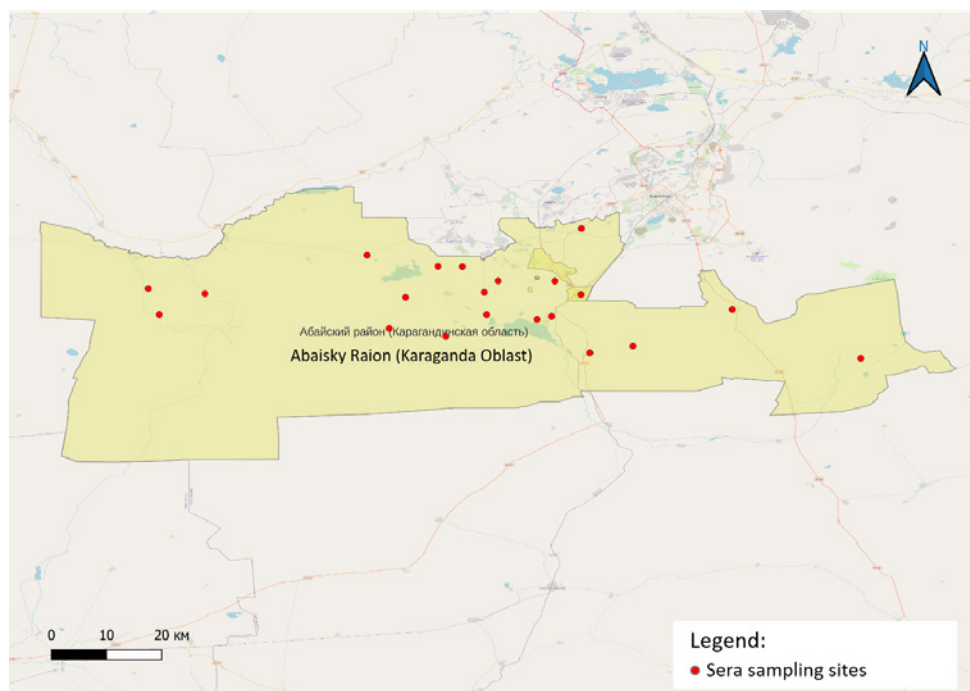 N
Абайский район (Карагандинская область)
Abaisky Raion (Karaganda Oblast)
0 10 20 км
Legend:
Sera sampling sites